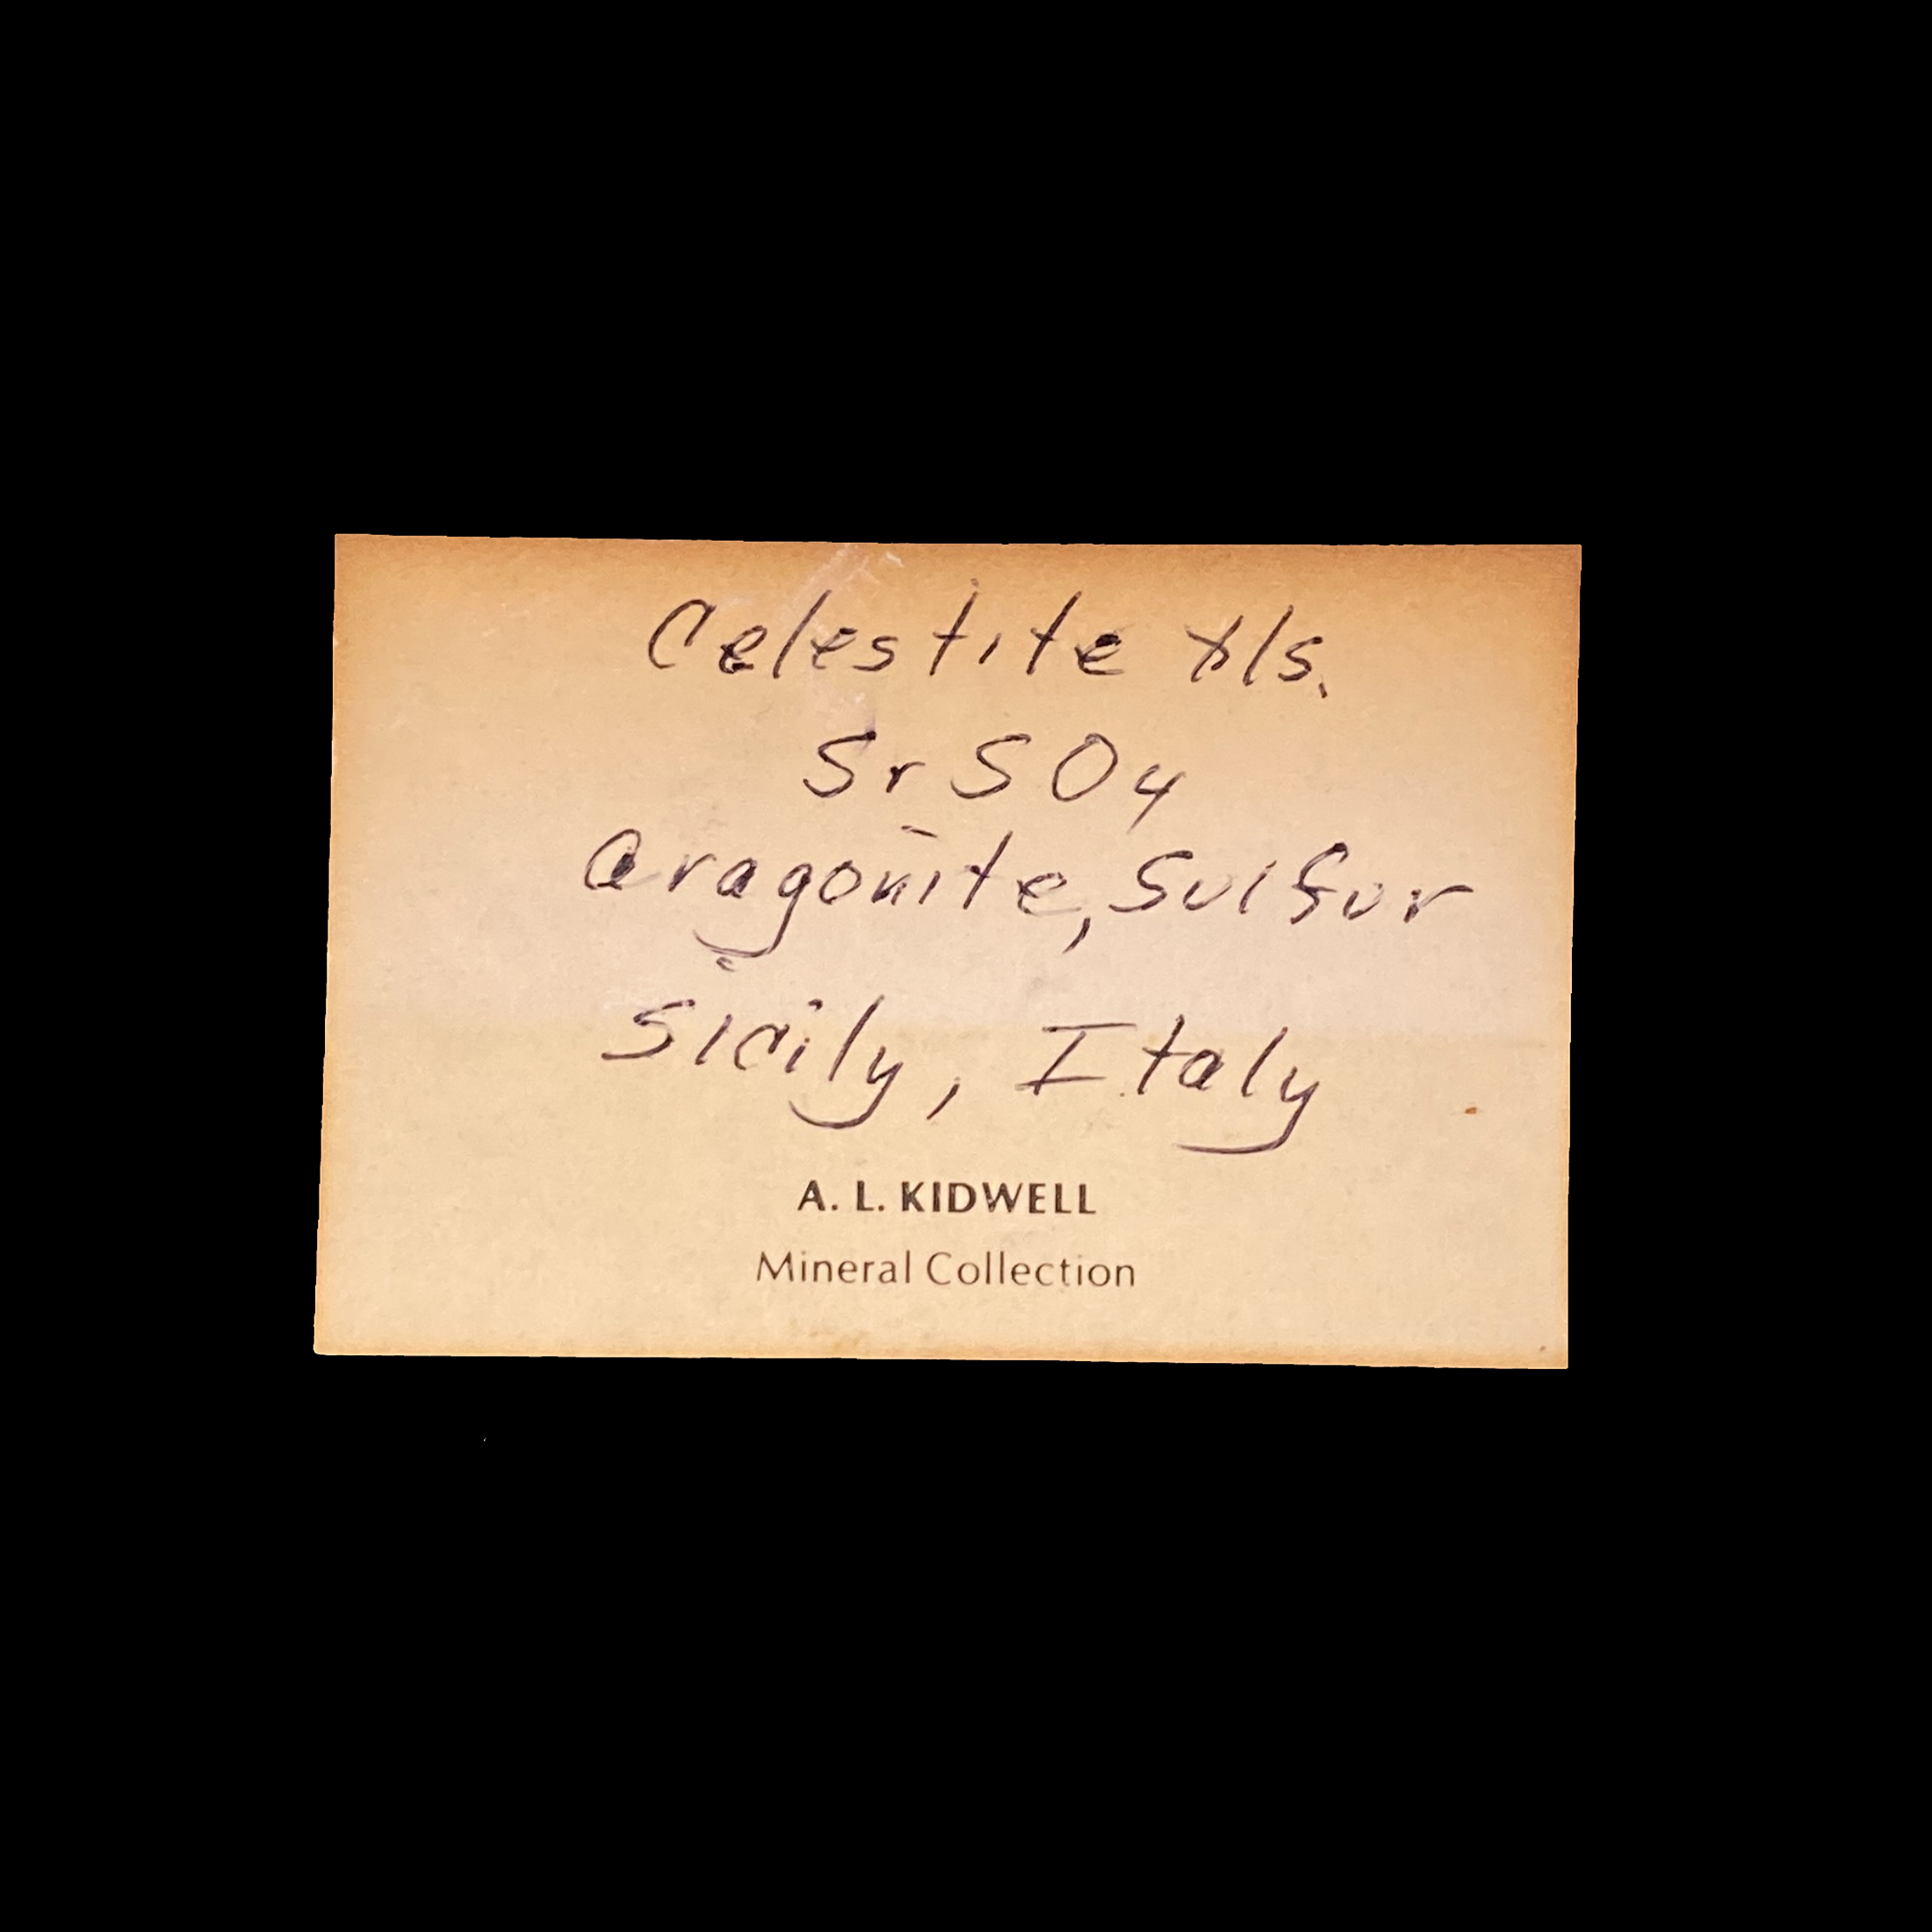 Celestite xls.
SrSO4
Aragonite, Sulfur
Sicily, Italy
A. L. KIDWELL
Mineral Collection